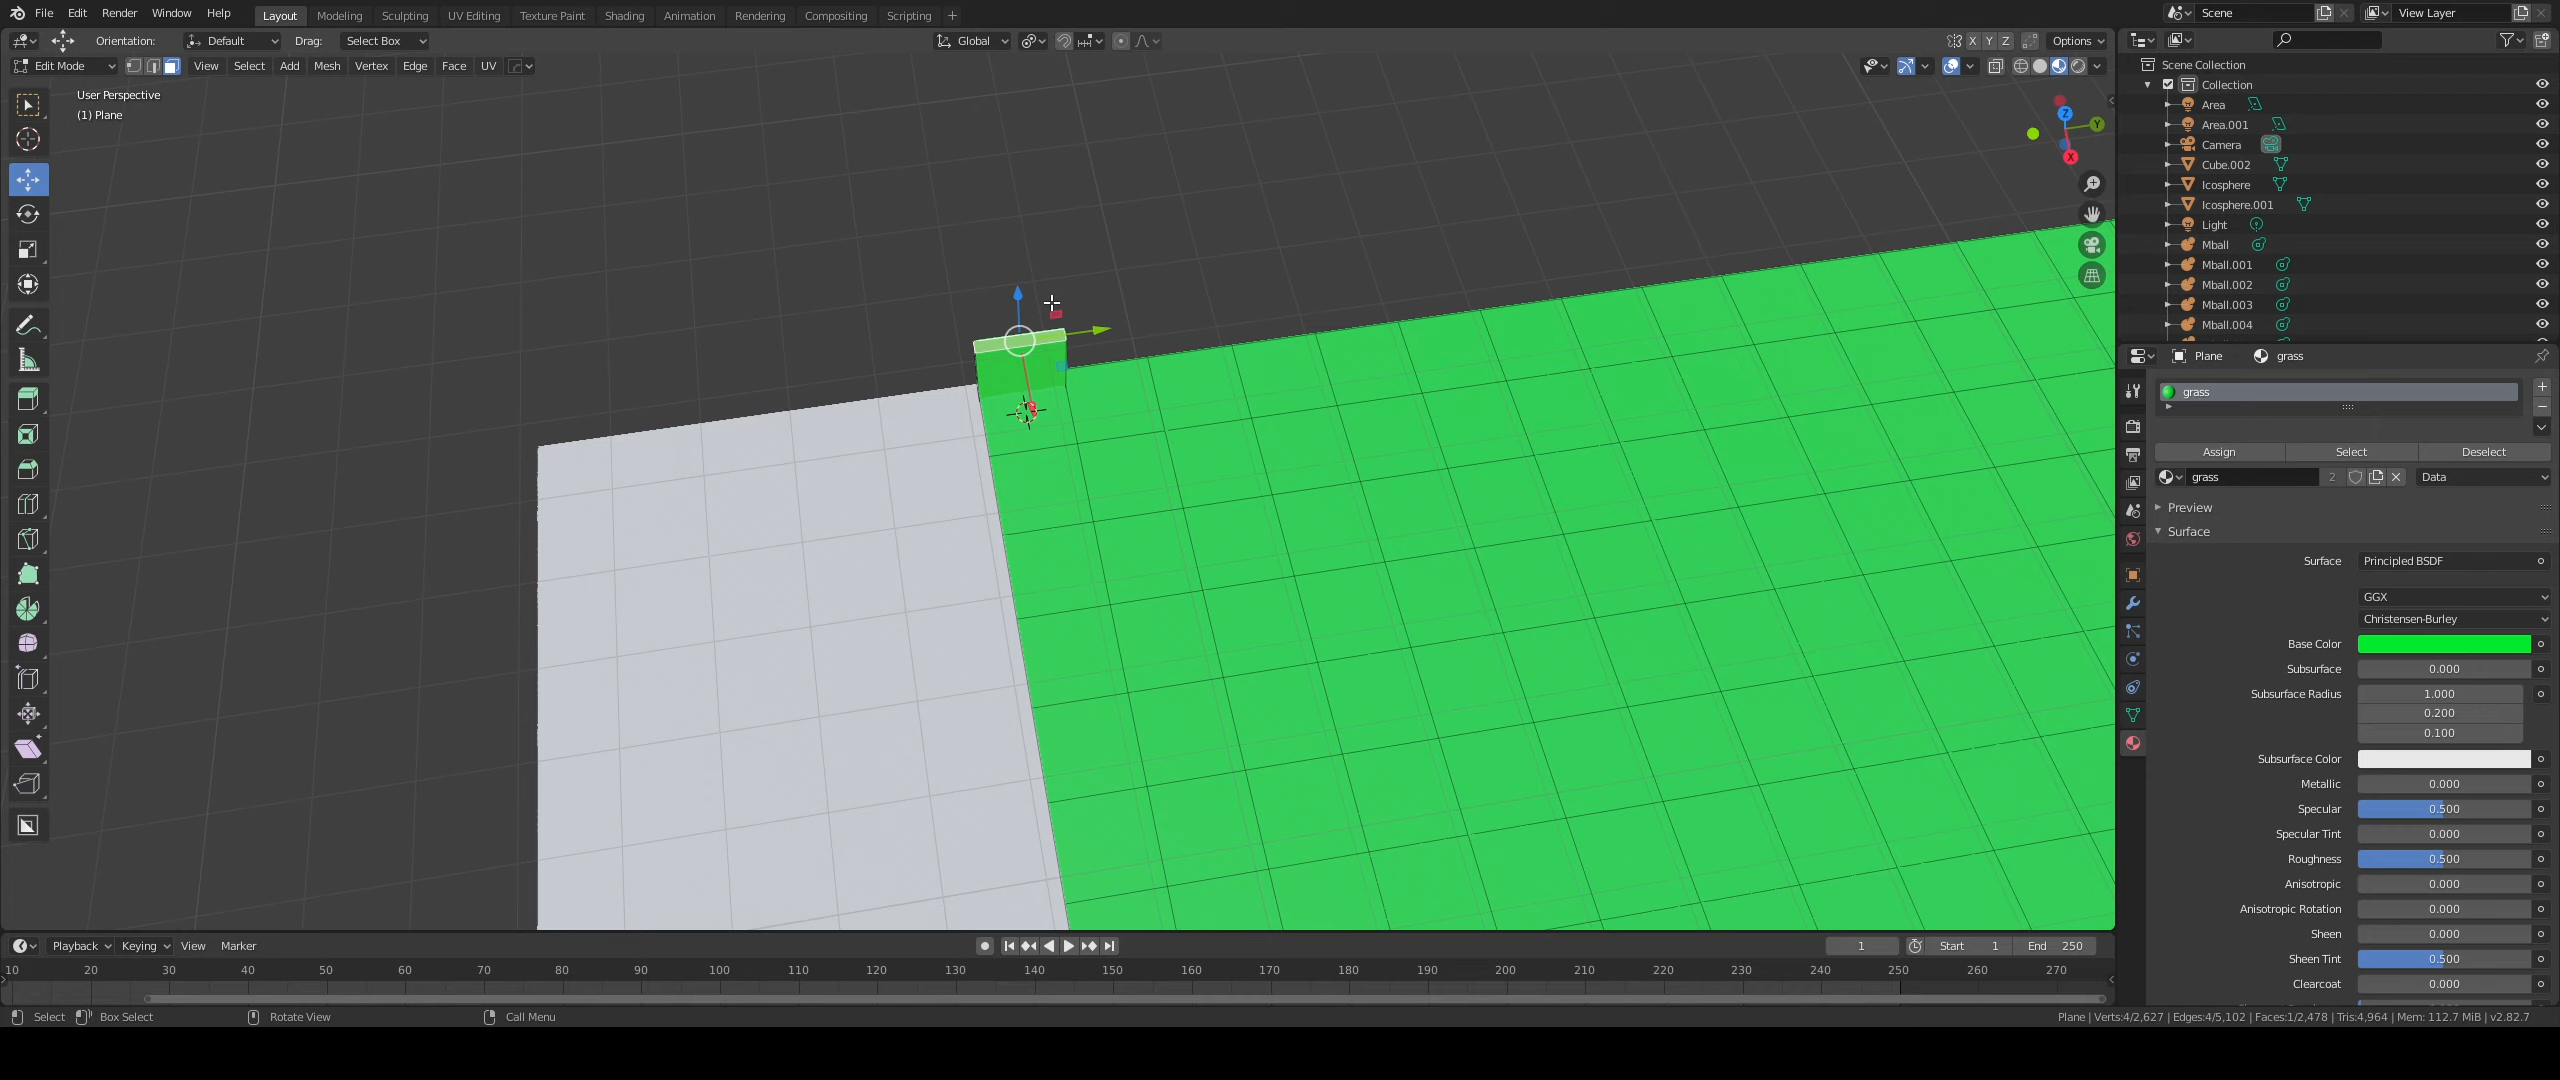 File Edit Render Window Help Layout Modeling Sculpting UV Editing Texture Paint Shading Animation Rendering Compositing Scripting + Scene View Layer
Orientation: Default Drag: Select Box Global X Y Z Options
Edit Mode View Select Add Mesh Vertex Edge Face UV
User Perspective
(1) Plane
Z
Y
X
Scene Collection
Collection
Area
Area.001
Camera
Cube.002
Icosphere
Icosphere.001
Light
Mball
Mball.001
Mball.002
Mball.003
Mball.004
Plane grass
grass
Assign Select Deselect
grass 2 Data
Preview
Surface
Surface Principled BSDF
GGX
Christensen-Burley
Base Color
Subsurface 0.000
Subsurface Radius 1.000
0.200
0.100
Subsurface Color
Metallic 0.000
Specular 0.500
Specular Tint 0.000
Roughness 0.500
Anisotropic 0.000
Anisotropic Rotation 0.000
Sheen 0.000
Sheen Tint 0.500
Clearcoat 0.000
Playback Keying View Marker 1 Start 1 End 250
10 20 30 40 50 60 70 80 90 100 110 120 130 140 150 160 170 180 190 200 210 220 230 240 250 260 270
Select Box Select Rotate View Call Menu Plane | Verts:4/2,627 | Edges:4/5,102 | Faces:1/2,478 | Tris:4,964 | Mem: 112.7 MiB | v2.82.7